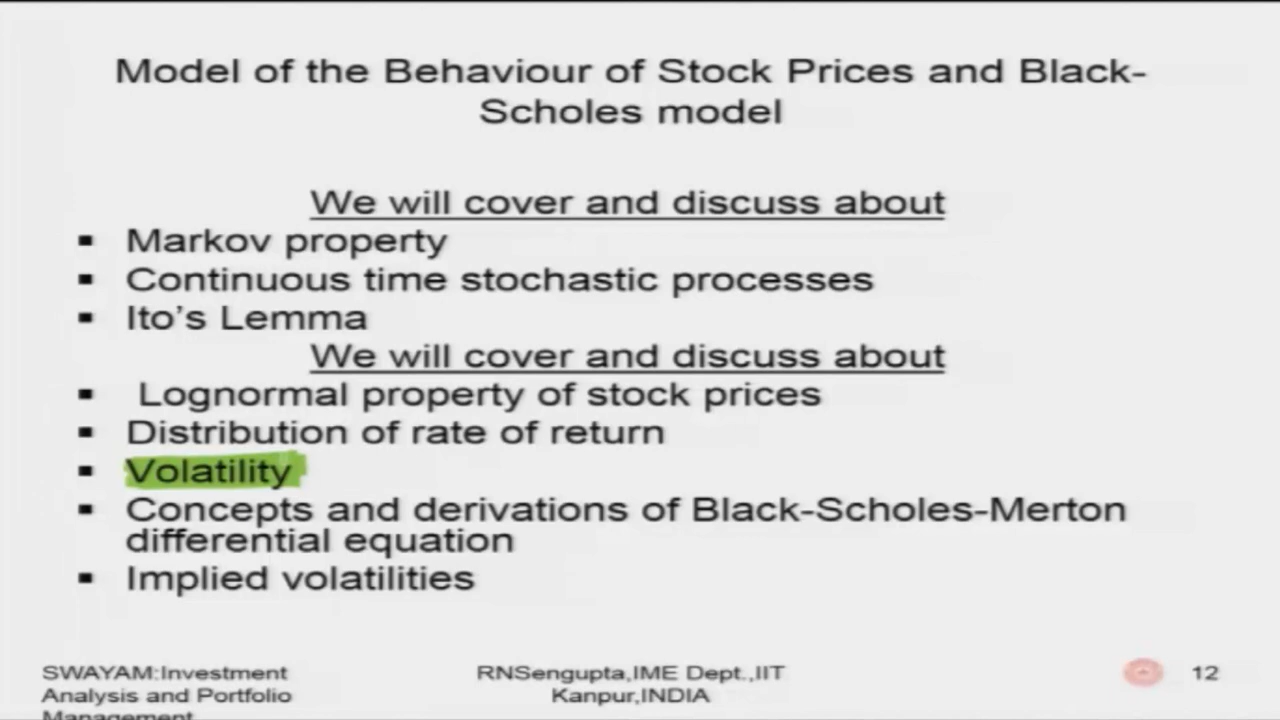 Model of the Behaviour of Stock Prices and Black-
Scholes model
We will cover and discuss about
▪ Markov property
▪ Continuous time stochastic processes
▪ Ito's Lemma
We will cover and discuss about
▪ Lognormal property of stock prices
▪ Distribution of rate of return
▪ Volatility
▪ Concepts and derivations of Black-Scholes-Merton
differential equation
▪ Implied volatilities
SWAYAM:Investment
Analysis and Portfolio
Management
RNSengupta,IME Dept.,IIT
Kanpur,INDIA
12